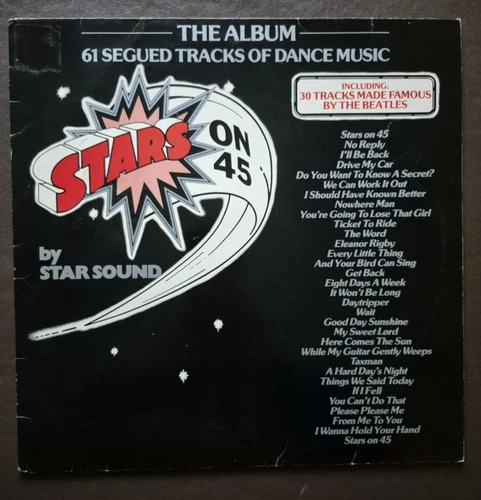 THE ALBUM
61 SEGUED TRACKS OF DANCE MUSIC
INCLUDING:
30 TRACKS MADE FAMOUS
BY THE BEATLES
STARS
ON
45
by
STAR SOUND
Stars on 45
No Reply
I'll Be Back
Drive My Car
Do You Want To Know A Secret?
We Can Work It Out
I Should Have Known Better
Nowhere Man
You're Going To Lose That Girl
Ticket To Ride
The Word
Eleanor Rigby
Every Little Thing
And Your Bird Can Sing
Get Back
Eight Days A Week
It Won't Be Long
Daytripper
Wait
Good Day Sunshine
My Sweet Lord
Here Comes The Sun
While My Guitar Gently Weeps
Taxman
A Hard Day's Night
Things We Said Today
If I Fell
You Can't Do That
Please Please Me
From Me To You
I Wanna Hold Your Hand
Stars on 45